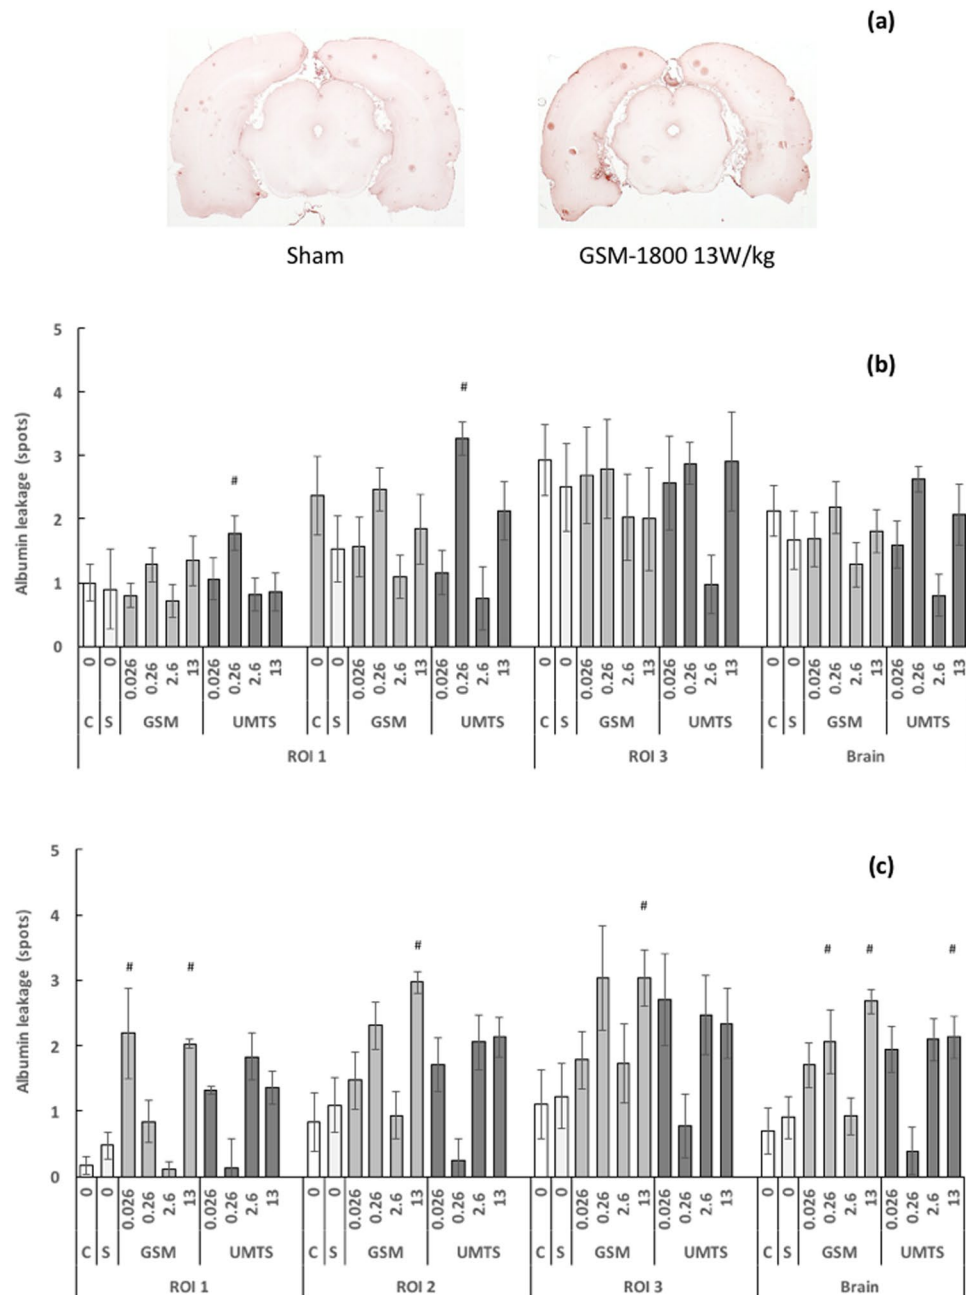 (a)
Sham GSM-1800 13W/kg
(b)
Albumin leakage (spots)
5
4
3
2
1
0
# # 
0 0 0.026 0.26 2.6 13 0.026 0.26 2.6 13 0 0 0.026 0.26 2.6 13 0.026 0.26 2.6 13 0 0 0.026 0.26 2.6 13 0.026 0.26 2.6 13 0 0 0.026 0.26 2.6 13 0.026 0.26 2.6 13
C S GSM UMTS C S GSM UMTS C S GSM UMTS C S GSM UMTS
ROI 1 ROI 3 Brain
(c)
Albumin leakage (spots)
5
4
3
2
1
0
# # # # # # #
0 0 0.026 0.26 2.6 13 0.026 0.26 2.6 13 0 0 0.026 0.26 2.6 13 0.026 0.26 2.6 13 0 0 0.026 0.26 2.6 13 0.026 0.26 2.6 13 0 0 0.026 0.26 2.6 13 0.026 0.26 2.6 13
C S GSM UMTS C S GSM UMTS C S GSM UMTS C S GSM UMTS
ROI 1 ROI 2 ROI 3 Brain